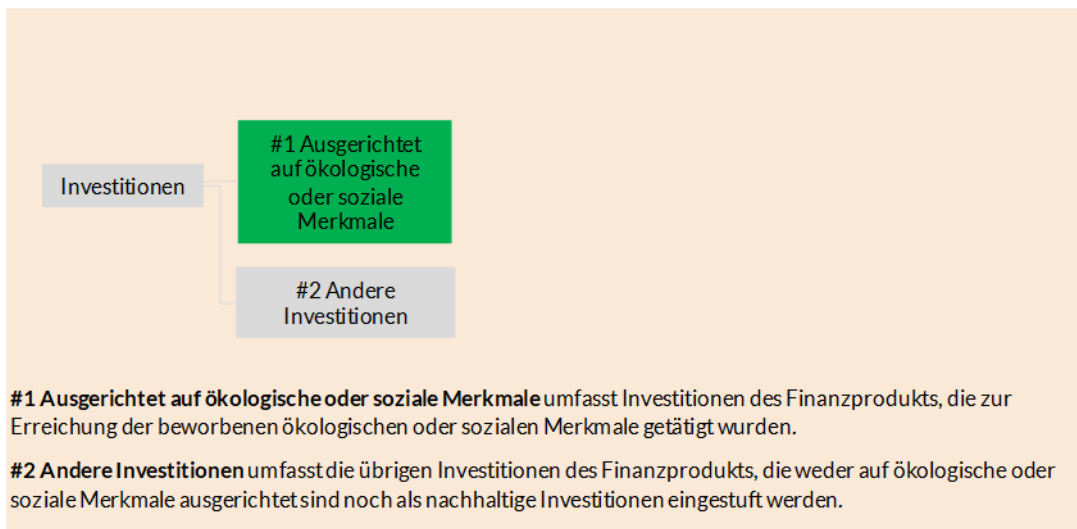 #1 Ausgerichtet
auf ökologische
oder soziale
Merkmale
Investitionen
#2 Andere
Investitionen
#1 Ausgerichtet auf ökologische oder soziale Merkmale umfasst Investitionen des Finanzprodukts, die zur
Erreichung der beworbenen ökologischen oder sozialen Merkmale getätigt wurden.
#2 Andere Investitionen umfasst die übrigen Investitionen des Finanzprodukts, die weder auf ökologische oder
soziale Merkmale ausgerichtet sind noch als nachhaltige Investitionen eingestuft werden.